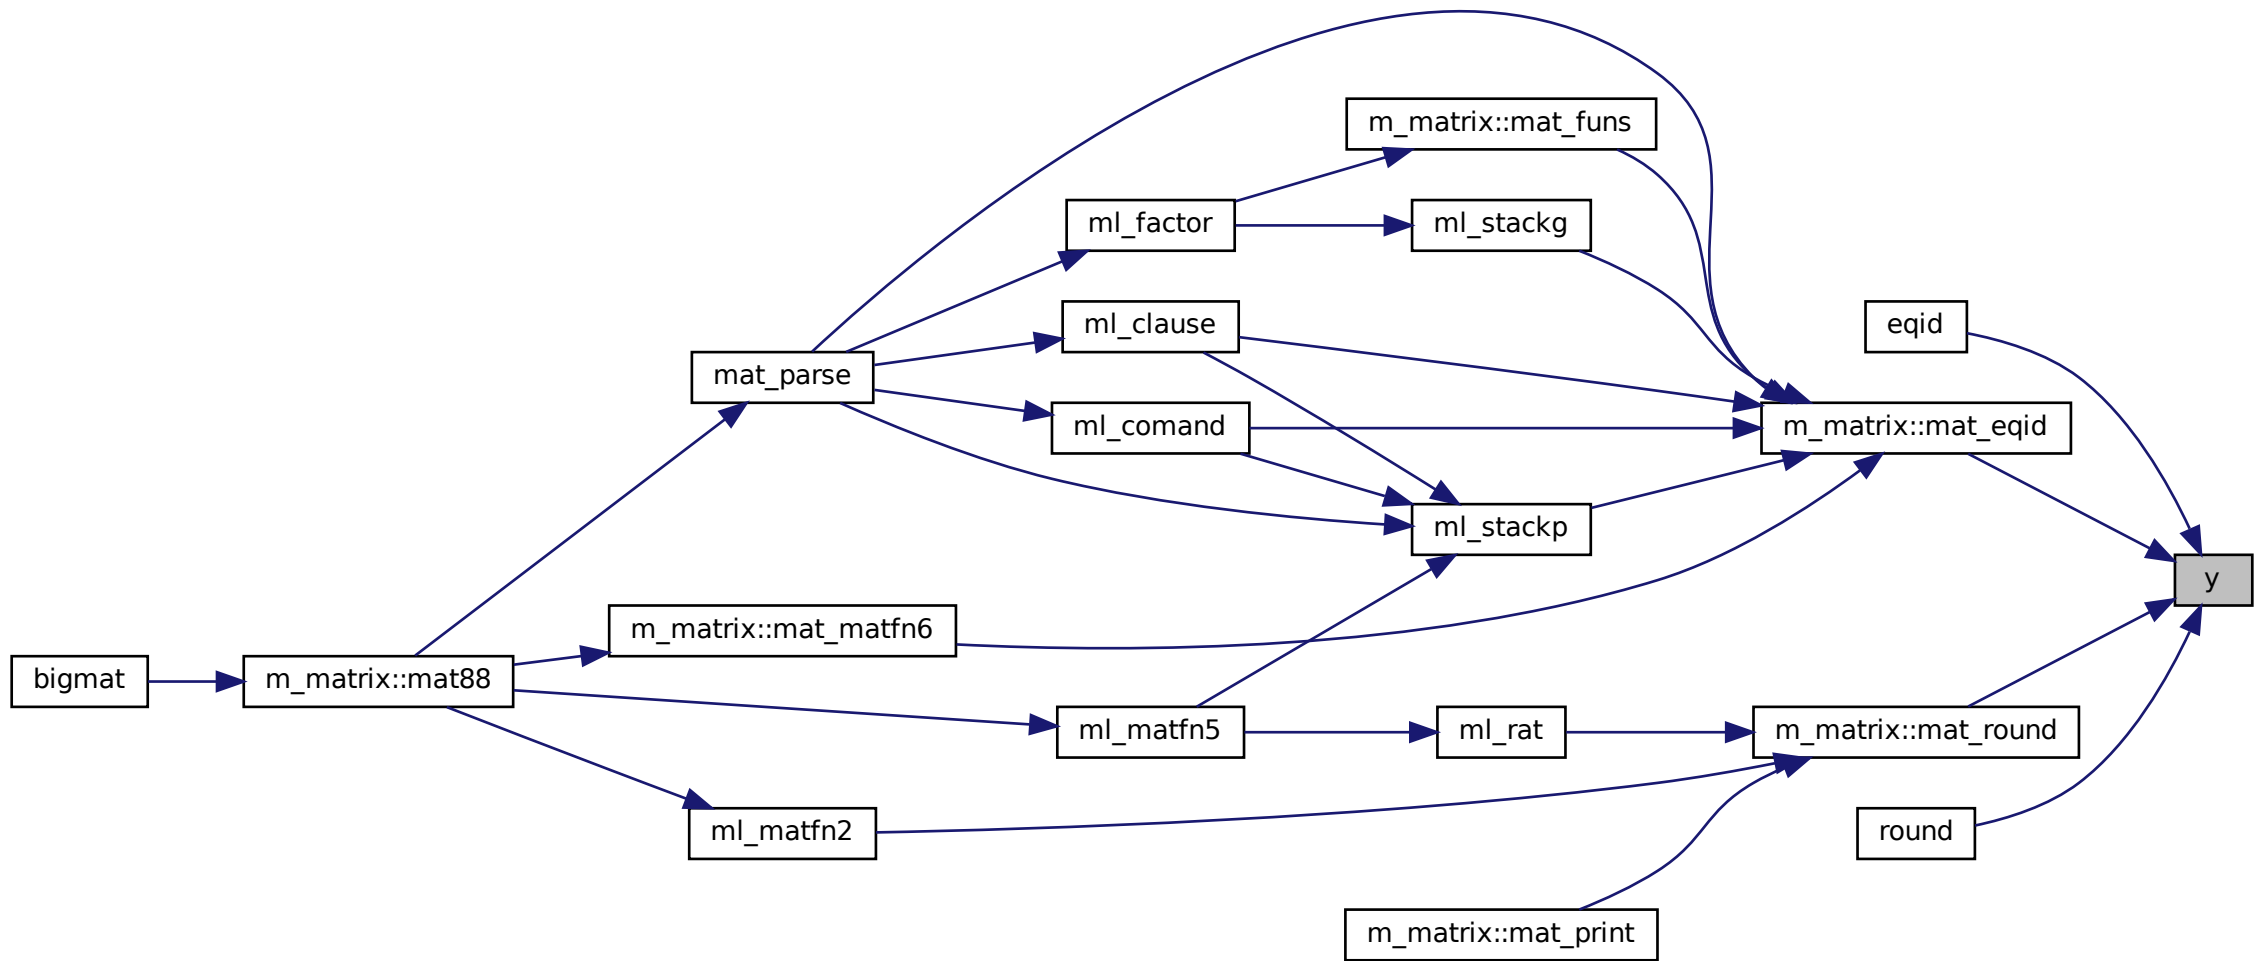 m_matrix::mat_funs
ml_factor
ml_stackg
ml_clause
eqid
mat_parse
ml_comand
m_matrix::mat_eqid
ml_stackp
y
m_matrix::mat_matfn6
bigmat
m_matrix::mat88
ml_matfn5
ml_rat
m_matrix::mat_round
ml_matfn2
round
m_matrix::mat_print